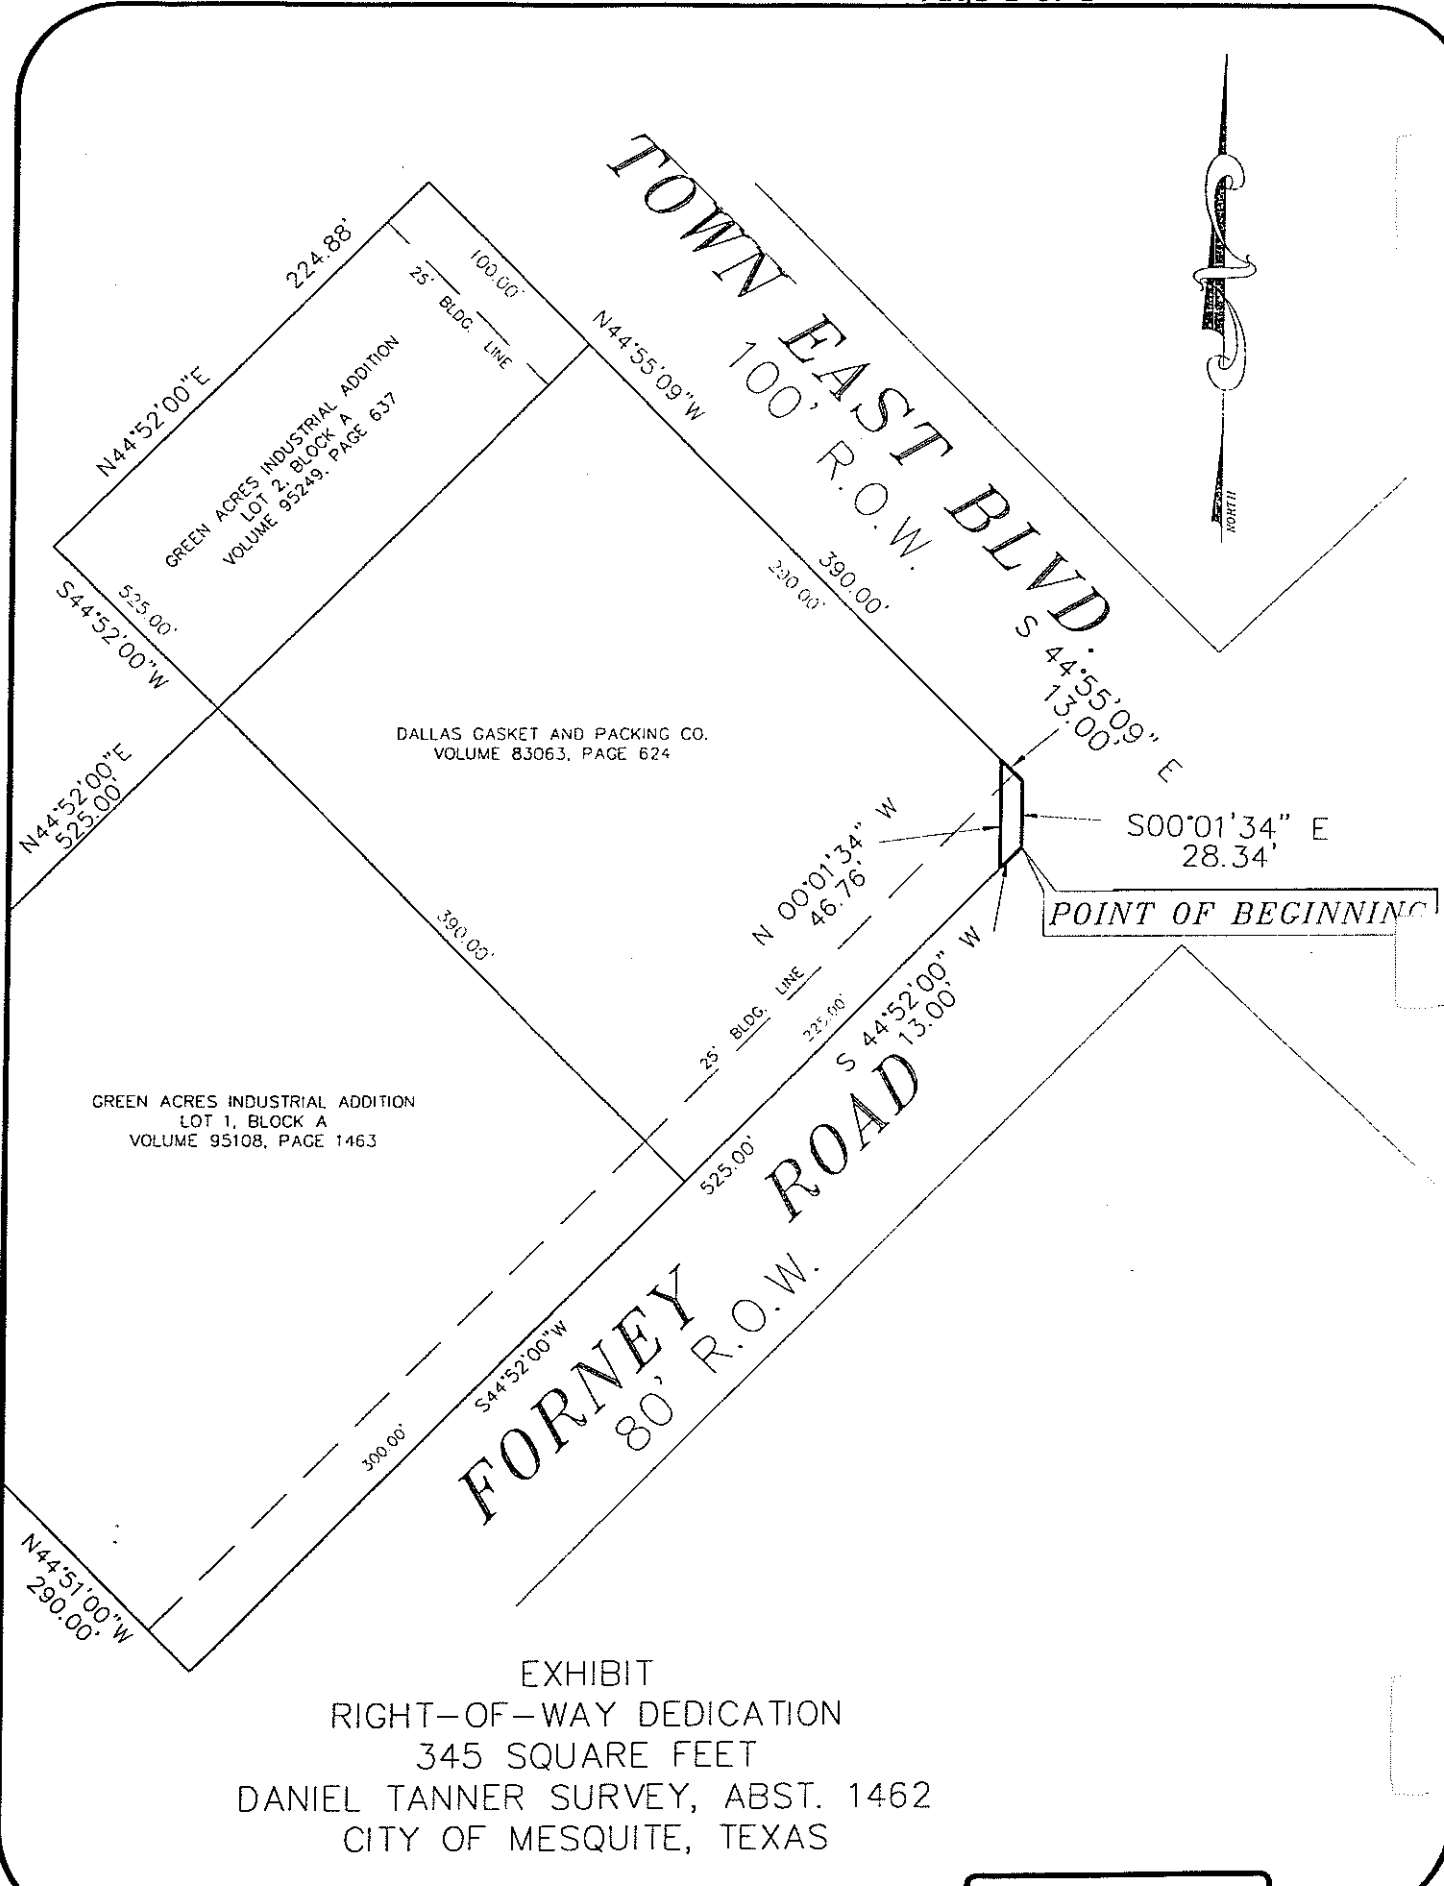 TOWN EAST BLVD.
100' R.O.W.
NORTH
224.88'
N44°52'00"E
100.00'
25' BLDG. LINE
N44°55'09"W
GREEN ACRES INDUSTRIAL ADDITION
LOT 2, BLOCK A
VOLUME 95249, PAGE 637
525.00'
S44°52'00"W
390.00'
290.00'
S 44°55'09" E
13.00'
DALLAS GASKET AND PACKING CO.
VOLUME 83063, PAGE 624
N44°52'00"E
525.00'
N 00°01'34" W
46.76'
S00°01'34" E
28.34'
POINT OF BEGINNING
390.00'
25' BLDG. LINE
225.00'
S 44°52'00" W
13.00'
GREEN ACRES INDUSTRIAL ADDITION
LOT 1, BLOCK A
VOLUME 95108, PAGE 1463
525.00'
FORNEY ROAD
80' R.O.W.
S44°52'00"W
300.00'
N44°51'00"W
290.00'
EXHIBIT
RIGHT-OF-WAY DEDICATION
345 SQUARE FEET
DANIEL TANNER SURVEY, ABST. 1462
CITY OF MESQUITE, TEXAS